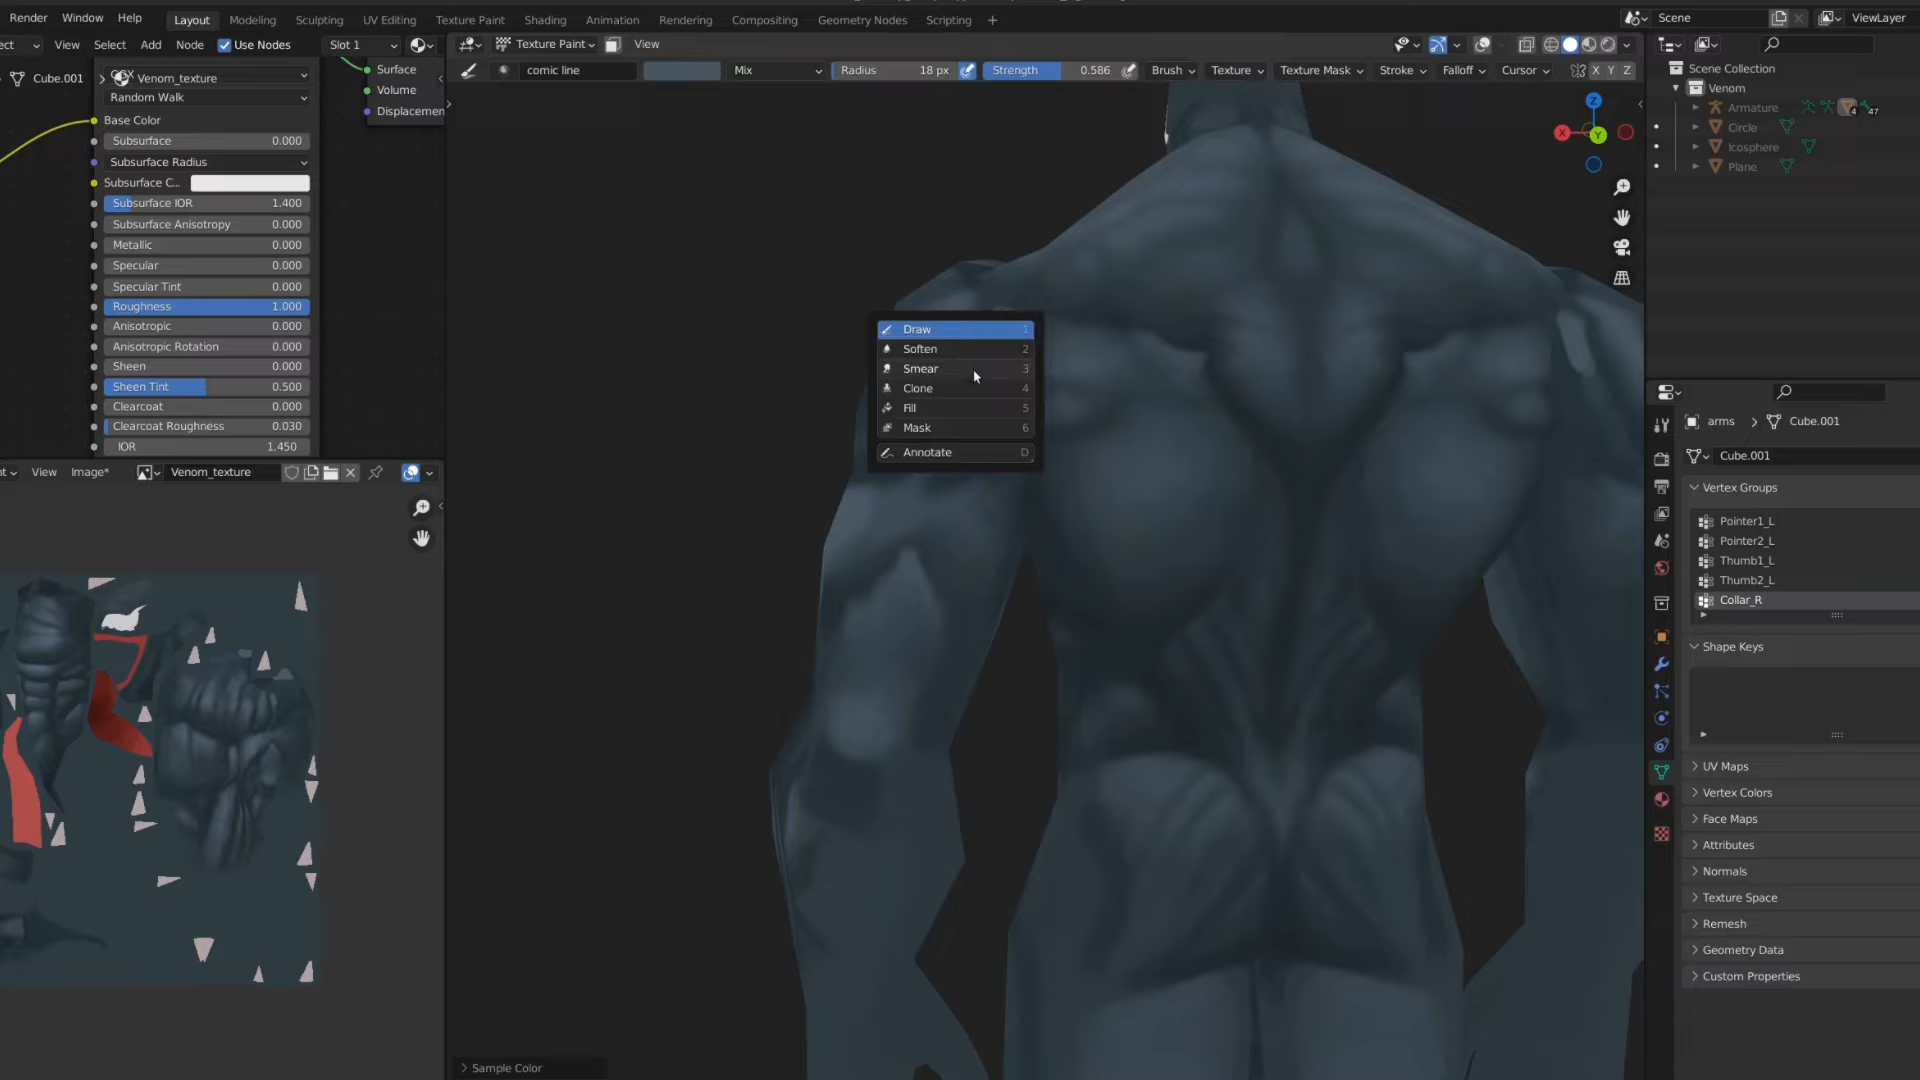 Render Window Help Layout Modeling Sculpting UV Editing Texture Paint Shading Animation Rendering Compositing Geometry Nodes Scripting + Scene ViewLayer
ect View Select Add Node Use Nodes Slot 1 Texture Paint View
comic line Mix Radius 18 px Strength 0.586 Brush Texture Texture Mask Stroke Falloff Cursor X Y Z
Cube.001 > Venom_texture
Random Walk
Base Color
Subsurface 0.000
Subsurface Radius
Subsurface C...
Subsurface IOR 1.400
Subsurface Anisotropy 0.000
Metallic 0.000
Specular 0.000
Specular Tint 0.000
Roughness 1.000
Anisotropic 0.000
Anisotropic Rotation 0.000
Sheen 0.000
Sheen Tint 0.500
Clearcoat 0.000
Clearcoat Roughness 0.030
IOR 1.450
Surface
Volume
Displacemen
nt View Image* Venom_texture
Draw 1
Soften 2
Smear 3
Clone 4
Fill 5
Mask 6
Annotate D
Z
X
Y
Sample Color
Scene Collection
Venom
Armature 4 47
Circle
Icosphere
Plane
arms > Cube.001
Cube.001
Vertex Groups
Pointer1_L
Pointer2_L
Thumb1_L
Thumb2_L
Collar_R
Shape Keys
UV Maps
Vertex Colors
Face Maps
Attributes
Normals
Texture Space
Remesh
Geometry Data
Custom Properties